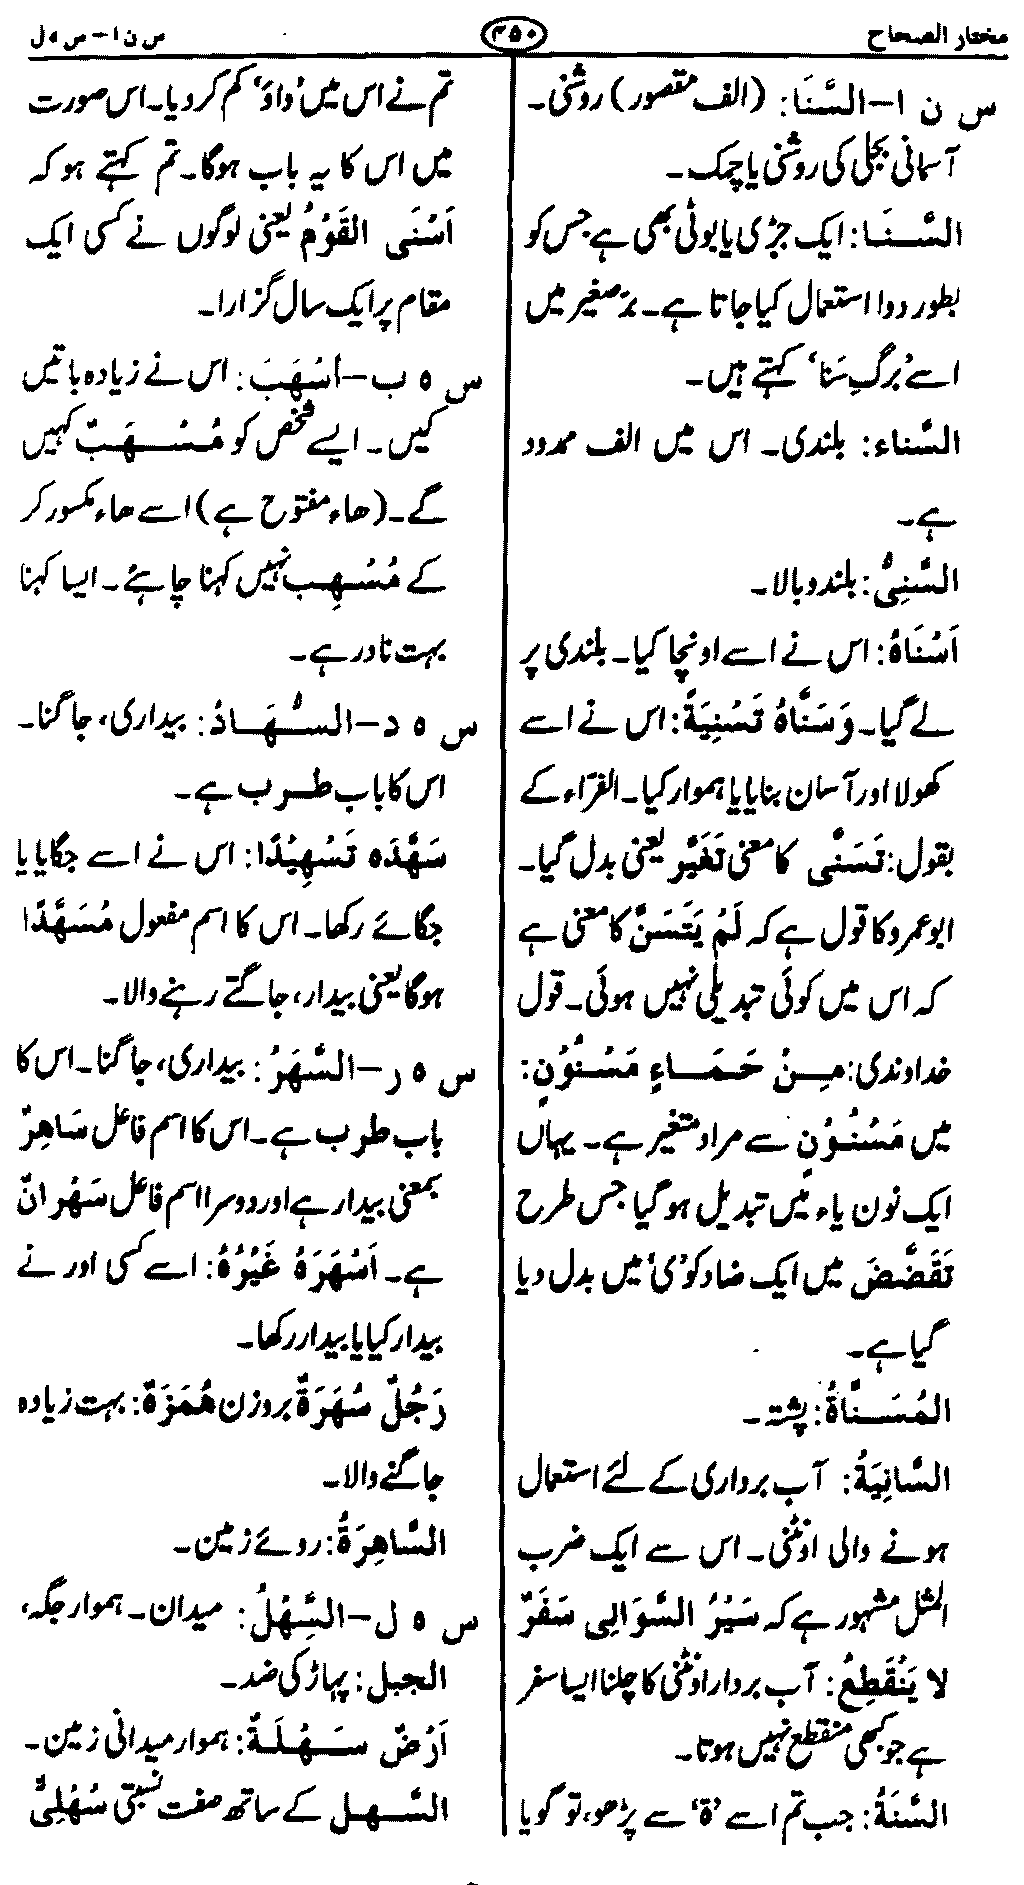 مختار الصحاح
۴۵۰
س ن ا – س ه ل
س ن ا – السَّنَا: (الف مقصور) روشنی۔
آسمانی بجلی کی روشنی یا چمک۔
السَّنَا: ایک جڑی یا بوئی بھی ہے جس کو
بطور دوا استعمال کیا جاتا ہے۔ برّصغیر میں
اسے 'برگِ سَنا' کہتے ہیں۔
السَّناء: بلندی۔ اس میں الف ممدود
ہے۔
السَّنِیُّ: بلند و بالا۔
اَسْنَاهُ: اس نے اسے اونچا کیا۔ بلندی پر
لے گیا۔ وَسَنَّاهُ تَسْنِیَةً: اس نے اسے
کھولا اور آسان بنایا یا ہموار کیا۔ الفرّاء کے
بقول: تَسَنّٰی کا معنی تَغَیَّر یعنی بدل گیا۔
ابوعمرو کا قول ہے کہ لَمْ یَتَسَنَّ کا معنی ہے
کہ اس میں کوئی تبدیلی نہیں ہوئی۔ قول
خداوندی: مِنْ حَمَاءٍ مَسْنُوْنٍ:
میں مَسْنُوْنٍ سے مراد متغیر ہے۔ یہاں
ایک نون یاء میں تبدیل ہو گیا جس طرح
تَقَضَّضَ میں ایک ضاد کو 'ی' میں بدل دیا
گیا ہے۔
المُسَنَّاةُ: پشتہ۔
السَّانِیَةُ: آب برداری کے لئے استعمال
ہونے والی اونٹنی۔ اس سے ایک ضرب
المثل مشہور ہے کہ سَیْرُ السَّوَالِی سَفَرٌ
لا یَنْقَطِعُ: آب بردار اونٹنی کا چلنا ایسا سفر
ہے جو کبھی منقطع نہیں ہوتا۔
السَّنَةُ: جب تم اسے 'ة' سے پڑھو، تو گویا
تم نے اس میں 'واؤ' کم کر دیا۔ اس صورت
میں اس کا یہ باب ہوگا۔ تم کہتے ہو کہ
اَسْنَی القَوْمُ یعنی لوگوں نے کسی ایک
مقام پر ایک سال گزارا۔
س ه ب – اَسْهَبَ: اس نے زیادہ باتیں
کیں۔ ایسے شخص کو مُسْهَبٌ کہیں
گے۔ (ھاء مفتوح ہے) اسے ھاء مکسور کر
کے مُسْهِب نہیں کہنا چاہئے۔ ایسا کہنا
بہت نادر ہے۔
س ه د – السُّهَادُ: بیداری، جاگنا۔
اس کا باب طرب ہے۔
سَهَّدَه تَسْهِیْدًا: اس نے اسے جگایا یا
جگائے رکھا۔ اس کا اسم مفعول مُسَهَّدًا
ہوگا یعنی بیدار، جاگتے رہنے والا۔
س ه ر – السَّهَرُ: بیداری، جاگنا۔ اس کا
باب طرب ہے۔ اس کا اسم فاعل سَاهِرٌ
بمعنی بیدار ہے اور دوسرا اسم فاعل سَهْرانٌ
ہے۔ اَسْهَرَهُ غَیْرُهُ: اسے کسی اور نے
بیدار کیا یا بیدار رکھا۔
رَجُلٌ سُهَرَةٌ بروزن هُمَزَةٌ: بہت زیادہ
جاگنے والا۔
السَّاهِرَةُ: روئے زمین۔
س ه ل – السَّهْلُ: میدان۔ ہموار جگہ،
الجبل: پہاڑ کی ضد۔
اَرْضٌ سَهْلَةٌ: ہموار میدانی زمین۔
السَّهل کے ساتھ صفت نسبتی سُهْلِیٌّ